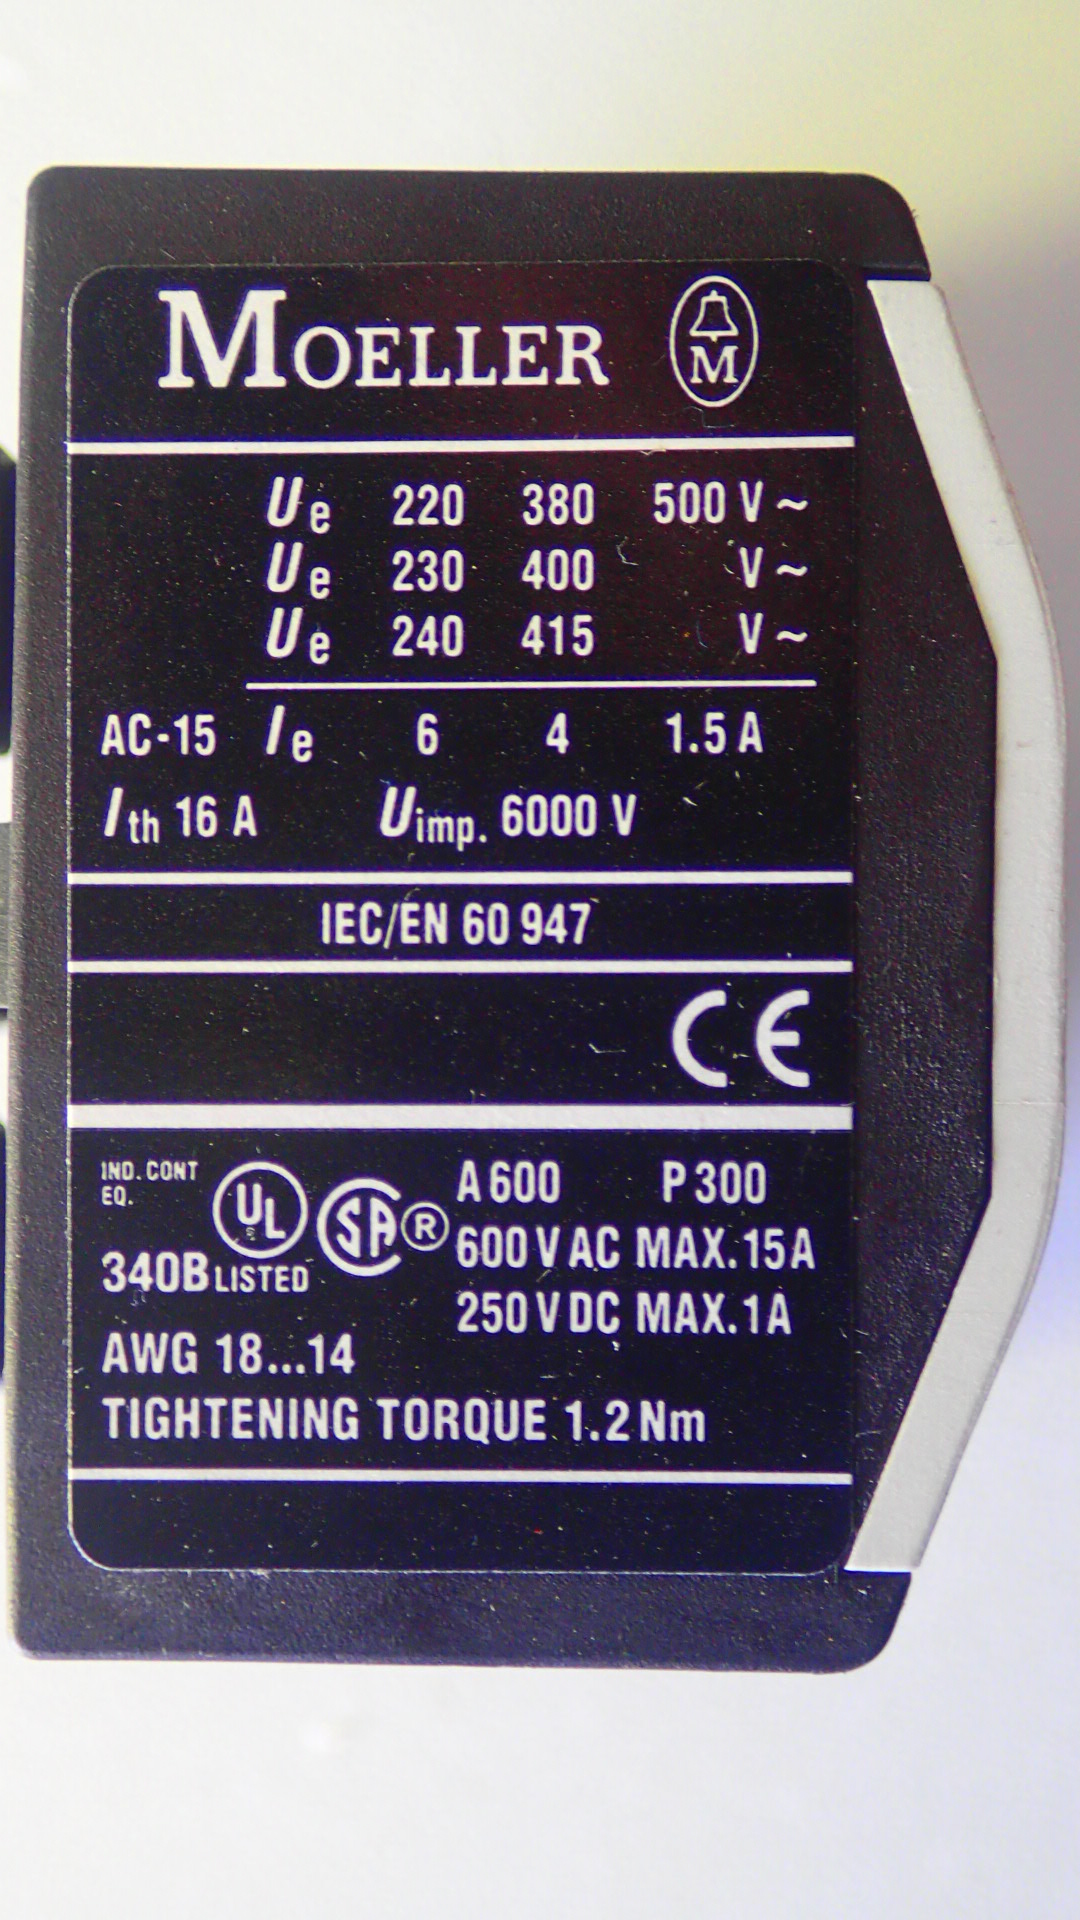 MOELLER M
Ue 220 380 500 V ~
Ue 230 400 V ~
Ue 240 415 V ~
AC-15 Ie 6 4 1.5 A
Ith 16 A Uimp. 6000 V
IEC/EN 60 947
CE
IND. CONT
EQ.
UL
SA ®
340B LISTED
A 600 P 300
600 V AC MAX. 15 A
250 V DC MAX. 1 A
AWG 18...14
TIGHTENING TORQUE 1.2 Nm